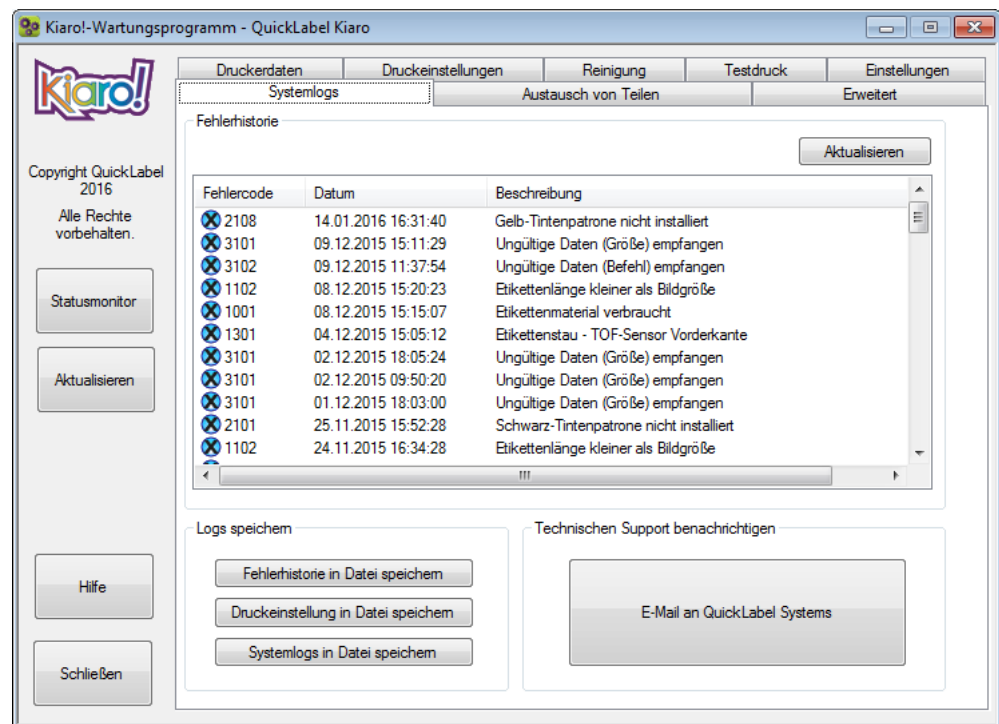 Kiaro!-Wartungsprogramm - QuickLabel Kiaro
Kiaro!
Copyright QuickLabel
2016
Alle Rechte
vorbehalten.
Statusmonitor
Aktualisieren
Hilfe
Schließen
Druckerdaten Druckeinstellungen Reinigung Testdruck Einstellungen
Systemlogs Austausch von Teilen Erweitert
Fehlerhistorie
Aktualisieren
Fehlercode Datum Beschreibung
2108 14.01.2016 16:31:40 Gelb-Tintenpatrone nicht installiert
3101 09.12.2015 15:11:29 Ungültige Daten (Größe) empfangen
3102 09.12.2015 11:37:54 Ungültige Daten (Befehl) empfangen
1102 08.12.2015 15:20:23 Etikettenlänge kleiner als Bildgröße
1001 08.12.2015 15:15:07 Etikettenmaterial verbraucht
1301 04.12.2015 15:05:12 Etikettenstau - TOF-Sensor Vorderkante
3101 02.12.2015 18:05:24 Ungültige Daten (Größe) empfangen
3101 02.12.2015 09:50:20 Ungültige Daten (Größe) empfangen
3101 01.12.2015 18:03:00 Ungültige Daten (Größe) empfangen
2101 25.11.2015 15:52:28 Schwarz-Tintenpatrone nicht installiert
1102 24.11.2015 16:34:28 Etikettenlänge kleiner als Bildgröße
Logs speichern
Fehlerhistorie in Datei speichern
Druckeinstellung in Datei speichern
Systemlogs in Datei speichern
Technischen Support benachrichtigen
E-Mail an QuickLabel Systems